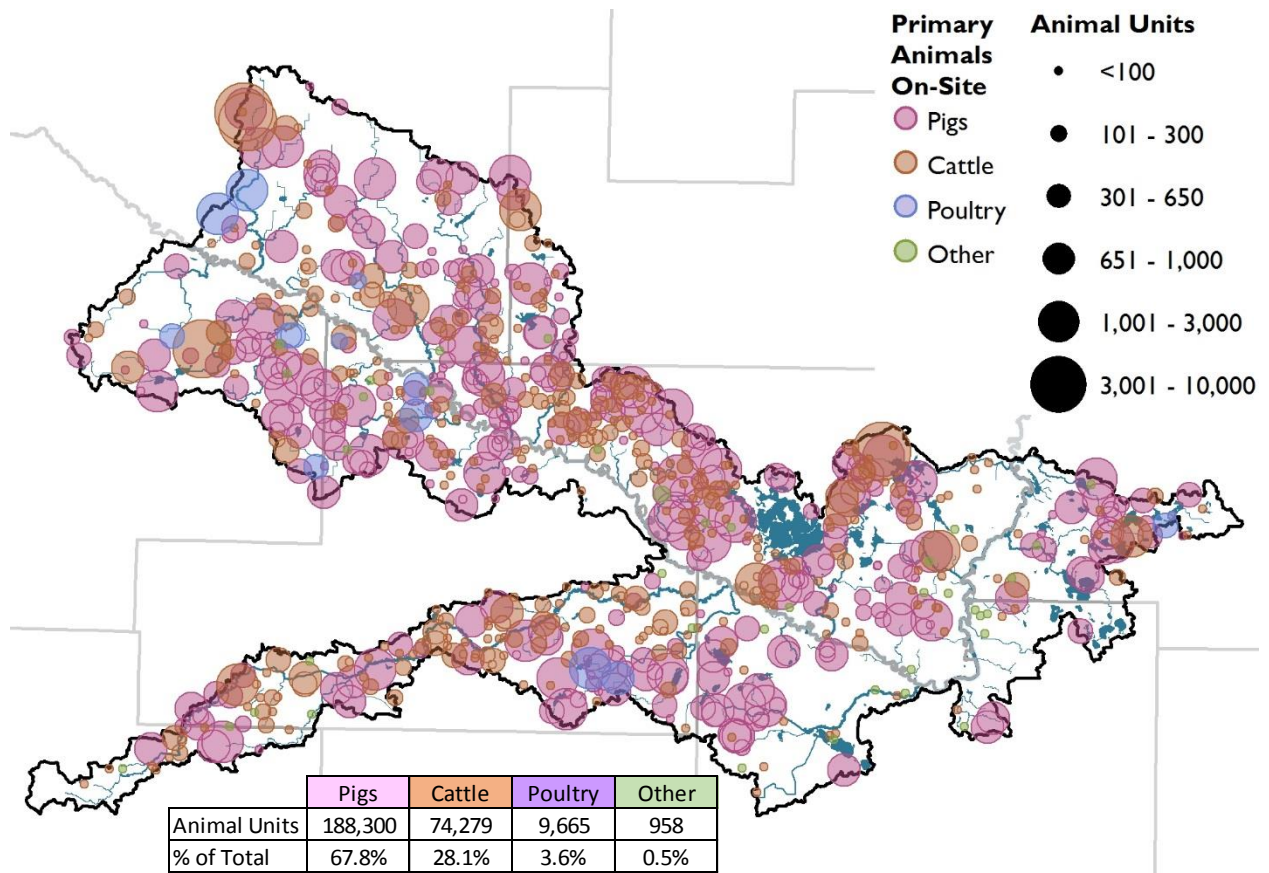 Primary Animals On-Site
Animal Units
Pigs
Cattle
Poultry
Other
<100
101 - 300
301 - 650
651 - 1,000
1,001 - 3,000
3,001 - 10,000
Pigs Cattle Poultry Other
Animal Units 188,300 74,279 9,665 958
% of Total 67.8% 28.1% 3.6% 0.5%